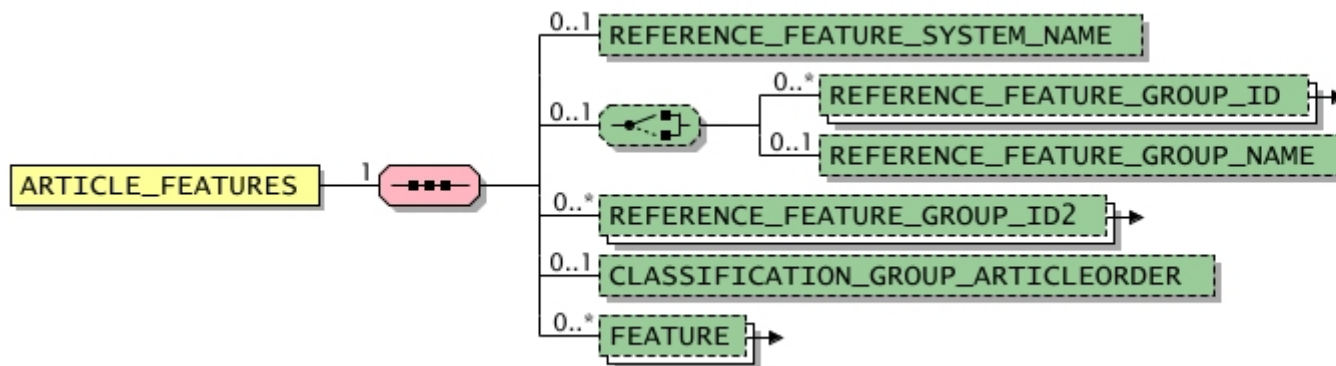 0..1 REFERENCE_FEATURE_SYSTEM_NAME
0..* REFERENCE_FEATURE_GROUP_ID
0..1
0..1 REFERENCE_FEATURE_GROUP_NAME
ARTICLE_FEATURES 1
0..* REFERENCE_FEATURE_GROUP_ID2
0..1 CLASSIFICATION_GROUP_ARTICLEORDER
0..* FEATURE